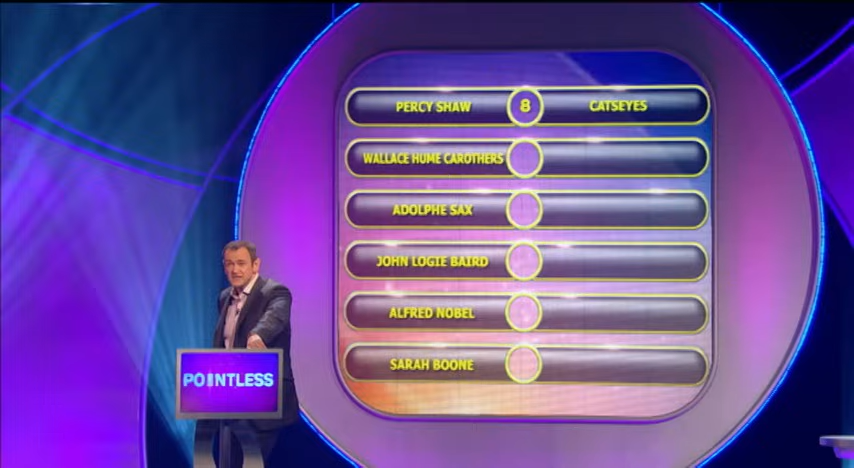 PERCY SHAW 8 CATSEYES
WALLACE HUME CAROTHERS
ADOLPHE SAX
JOHN LOGIE BAIRD
ALFRED NOBEL
SARAH BOONE
POINTLESS